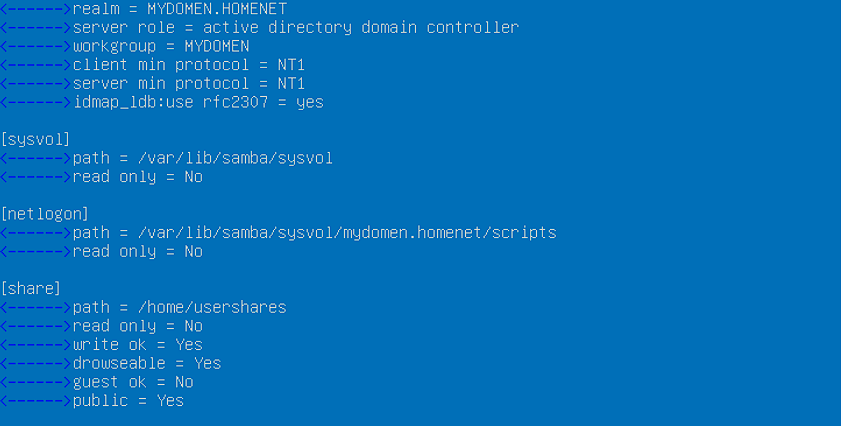 <------>realm = MYDOMEN.HOMENET
<------>server role = active directory domain controller
<------>workgroup = MYDOMEN
<------>client min protocol = NT1
<------>server min protocol = NT1
<------>idmap_ldb:use rfc2307 = yes
[sysvol]
<------>path = /var/lib/samba/sysvol
<------>read only = No
[netlogon]
<------>path = /var/lib/samba/sysvol/mydomen.homenet/scripts
<------>read only = No
[share]
<------>path = /home/usershares
<------>read only = No
<------>write ok = Yes
<------>drowseable = Yes
<------>guest ok = No
<------>public = Yes